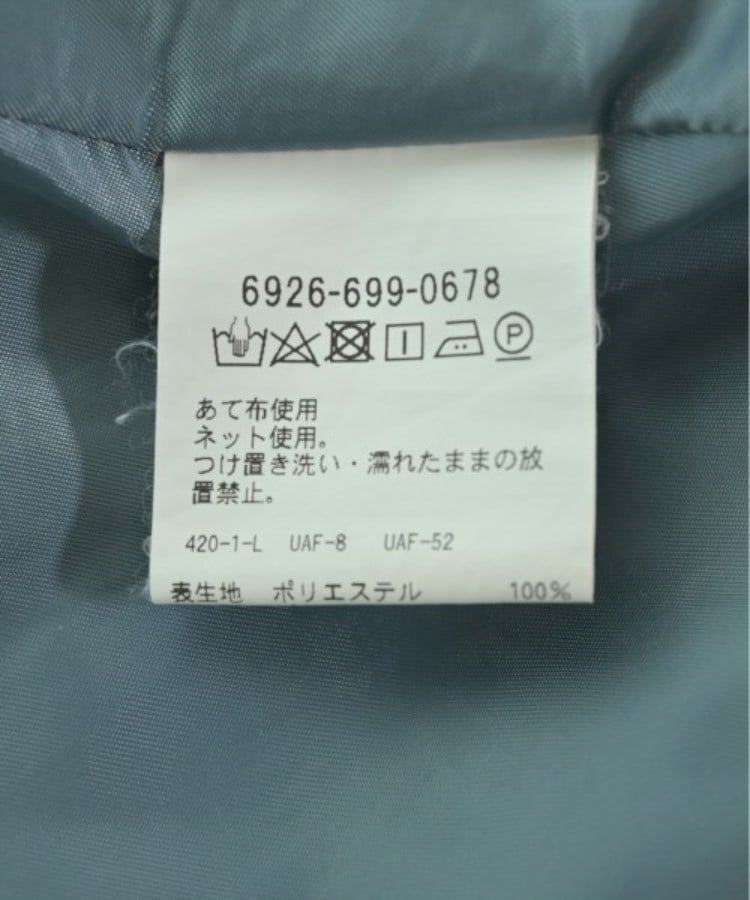 6926-699-0678
P
あて布使用
ネット使用。
つけ置き洗い・濡れたままの放
置禁止。
420-1-L UAF-8 UAF-52
表生地 ポリエステル 100%